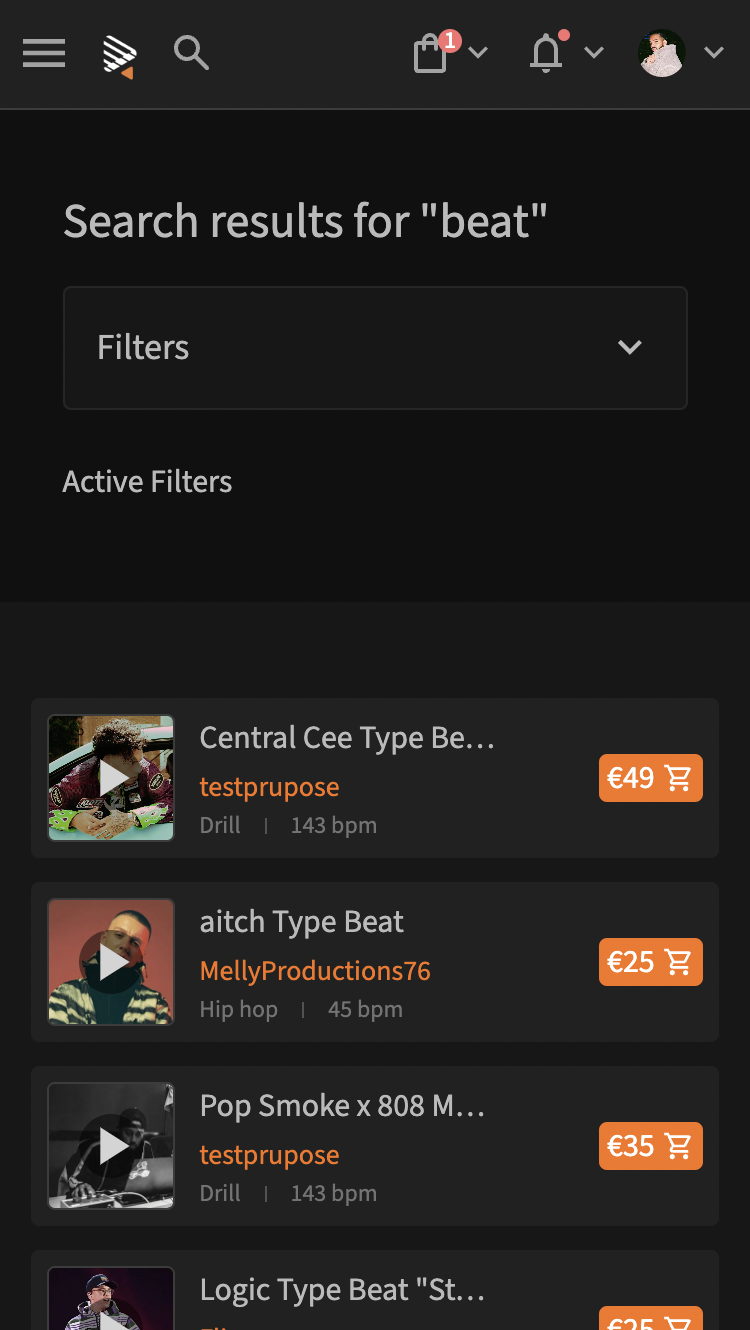 1
Search results for "beat"
Filters
Active Filters
Central Cee Type Be...
testprupose
Drill | 143 bpm
€49
aitch Type Beat
MellyProductions76
Hip hop | 45 bpm
€25
Pop Smoke x 808 M...
testprupose
Drill | 143 bpm
€35
Logic Type Beat "St...
€25